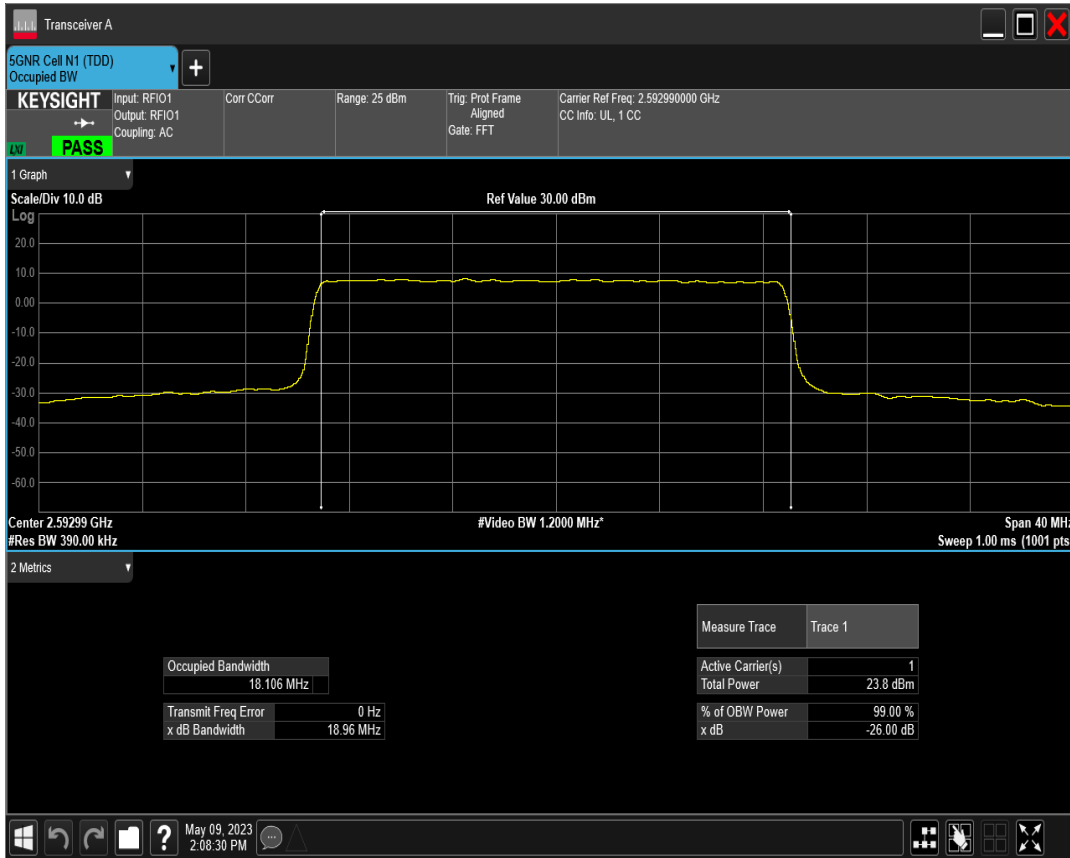 Transceiver A
5GNR Cell N1 (TDD)
Occupied BW
KEYSIGHT
LXI
PASS
Input: RFIO1
Output: RFIO1
Coupling: AC
Corr CCorr
Range: 25 dBm
Trig: Prot Frame
Aligned
Gate: FFT
Carrier Ref Freq: 2.592990000 GHz
CC Info: UL, 1 CC
1 Graph
Scale/Div 10.0 dB
Ref Value 30.00 dBm
Log
20.0
10.0
0.00
-10.0
-20.0
-30.0
-40.0
-50.0
-60.0
Center 2.59299 GHz
#Video BW 1.2000 MHz*
Span 40 MHz
#Res BW 390.00 kHz
Sweep 1.00 ms (1001 pts
2 Metrics
Measure Trace Trace 1
Occupied Bandwidth
18.106 MHz
Active Carrier(s) 1
Total Power 23.8 dBm
Transmit Freq Error 0 Hz
x dB Bandwidth 18.96 MHz
% of OBW Power 99.00 %
x dB -26.00 dB
?
May 09, 2023
2:08:30 PM